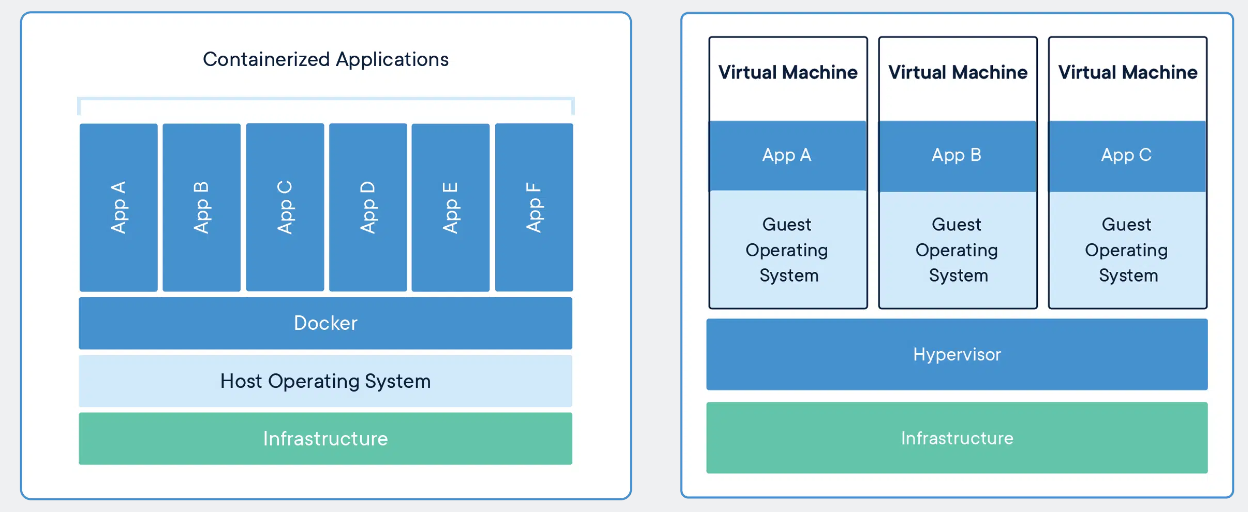 Containerized Applications
App A
App B
App C
App D
App E
App F
Docker
Host Operating System
Infrastructure
Virtual Machine
App A
Guest
Operating
System
Virtual Machine
App B
Guest
Operating
System
Virtual Machine
App C
Guest
Operating
System
Hypervisor
Infrastructure